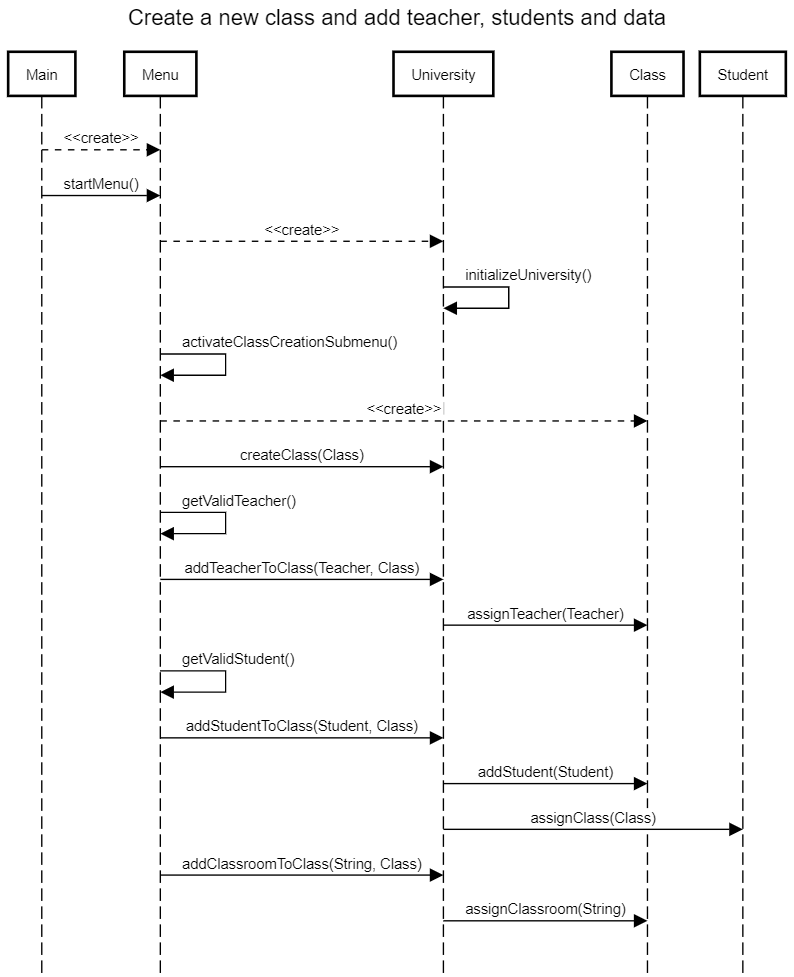 Create a new class and add teacher, students and data
Main
Menu
University
Class
Student
<<create>>
startMenu()
<<create>>
initializeUniversity()
activateClassCreationSubmenu()
<<create>>
createClass(Class)
getValidTeacher()
addTeacherToClass(Teacher, Class)
assignTeacher(Teacher)
getValidStudent()
addStudentToClass(Student, Class)
addStudent(Student)
assignClass(Class)
addClassroomToClass(String, Class)
assignClassroom(String)